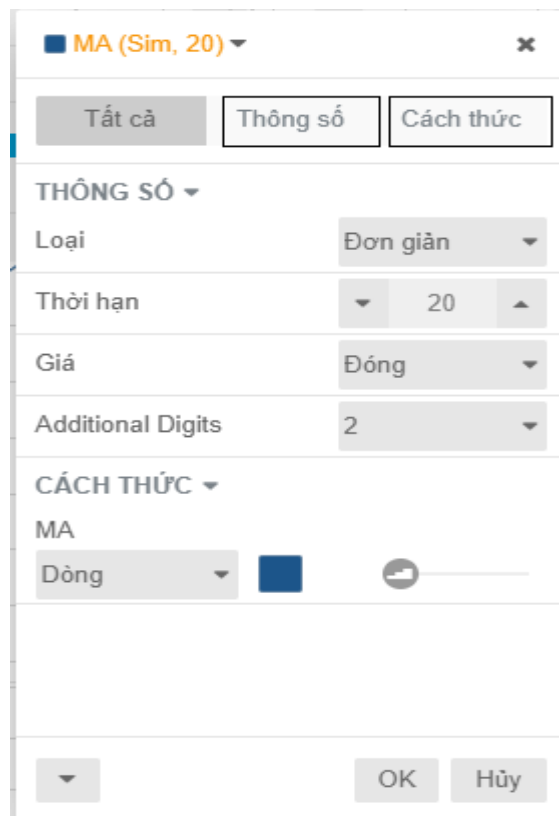 MA (Sim, 20)
Tất cả Thông số Cách thức
THÔNG SỐ
Loại Đơn giản
Thời hạn 20
Giá Đóng
Additional Digits 2
CÁCH THỨC
MA
Dòng
OK Hủy